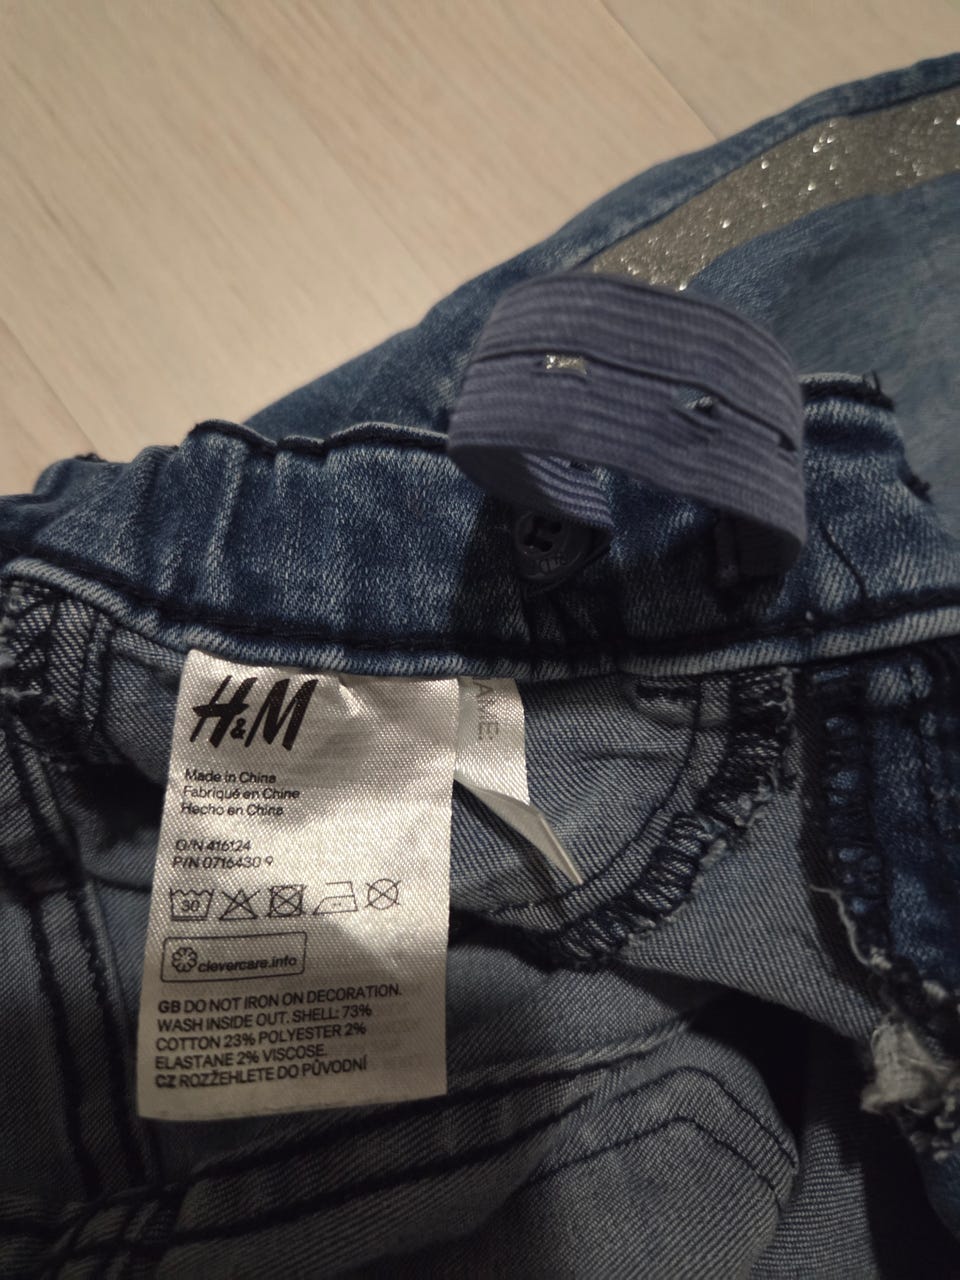 H&M
Made in China
Fabriqué en Chine
Hecho en China
O/N 416124
P/N 0716430 9
30
clevercare.info
GB DO NOT IRON ON DECORATION.
WASH INSIDE OUT. SHELL: 73%
COTTON 23% POLYESTER 2%
ELASTANE 2% VISCOSE.
CZ ROZŽEHLETE DO PŮVODNÍ
AME